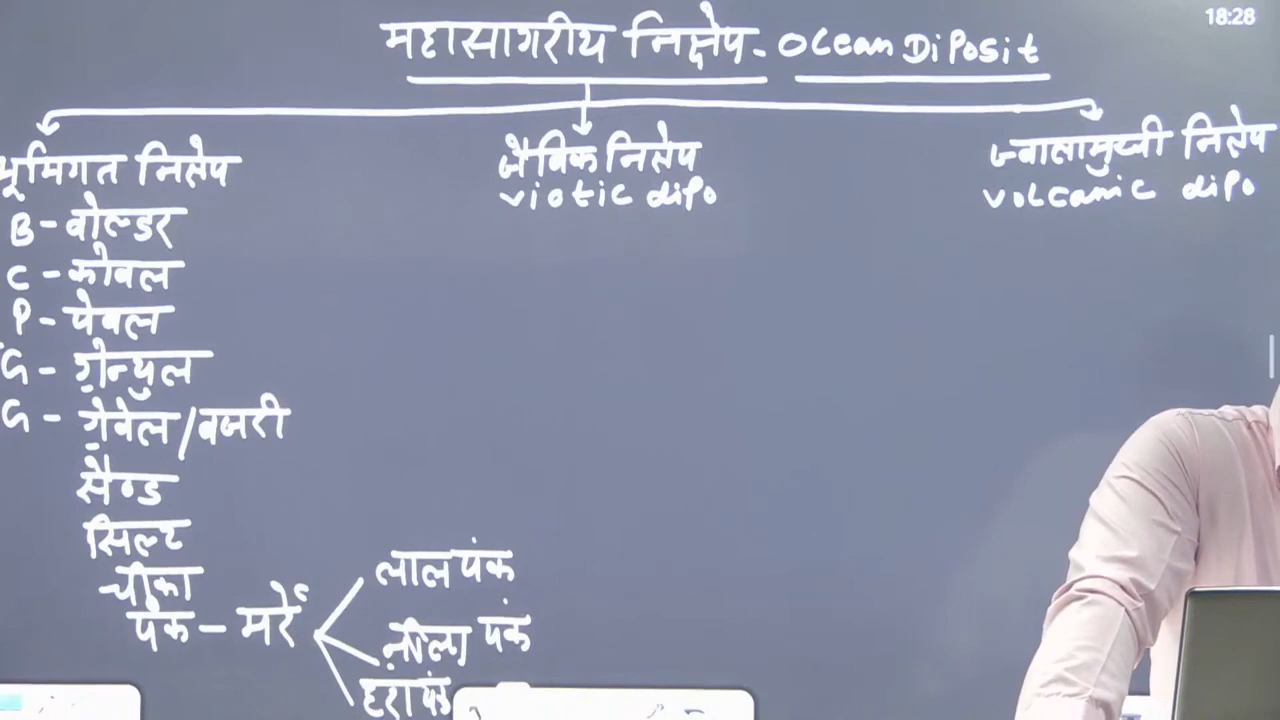 18:28
महासागरीय निक्षेप - Ocean Diposit
भूमिगत निक्षेप
जैविक निक्षेप
viotic dipo
ज्वालामुखी निक्षेप
volcanic dipo
B - वोल्डर
C - कोबल
P - पेबल
G - ग्रेन्युल
G - ग्रेवेल / बजरी
सैण्ड
सिल्ट
चीका
पंक - मरें
लाल पंक
नीला पंक
हरा पंक